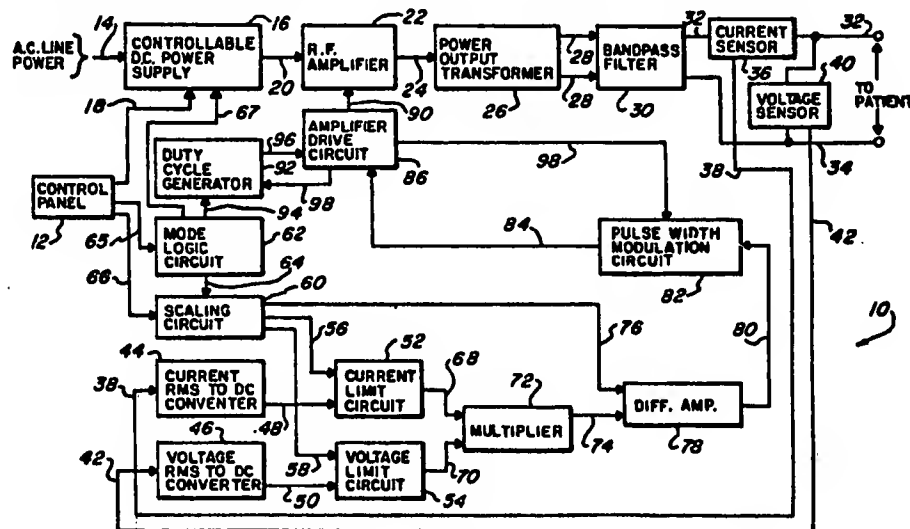 A.C. LINE
POWER
14
16
CONTROLLABLE
D.C. POWER
SUPPLY
18
67
20
22
R.F.
AMPLIFIER
24
90
POWER
OUTPUT
TRANSFORMER
26
28
28
BANDPASS
FILTER
30
32
CURRENT
SENSOR
36
32
40
VOLTAGE
SENSOR
TO
PATIENT
34
38
42
DUTY
CYCLE
GENERATOR
96
92
98
94
AMPLIFIER
DRIVE
CIRCUIT
86
98
84
CONTROL
PANEL
12
65
66
MODE
LOGIC
CIRCUIT
62
64
PULSE WIDTH
MODULATION
CIRCUIT
82
80
10
60
SCALING
CIRCUIT
56
76
44
CURRENT
RMS TO DC
CONVERTER
38
48
52
CURRENT
LIMIT
CIRCUIT
68
72
MULTIPLIER
74
DIFF. AMP.
78
46
VOLTAGE
RMS TO DC
CONVERTER
42
50
58
VOLTAGE
LIMIT
CIRCUIT
54
70